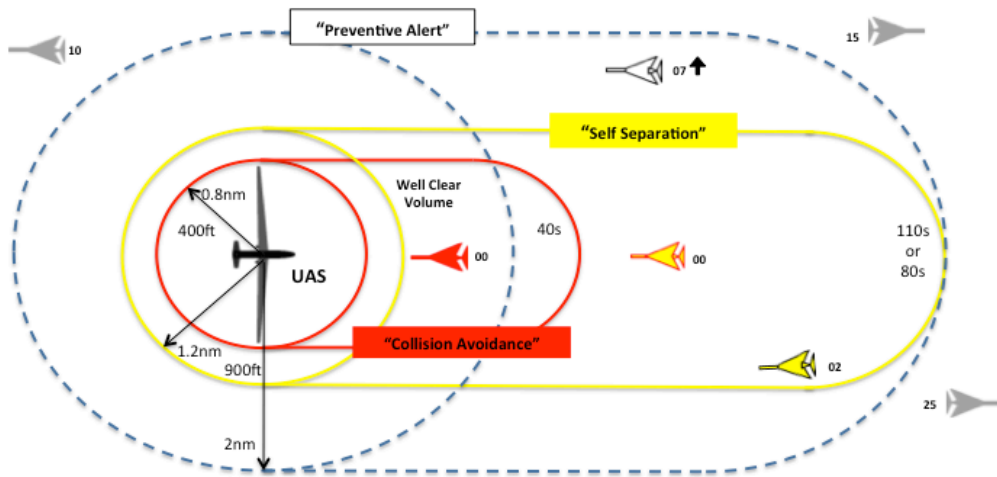 “Preventive Alert”
10
15
07
“Self Separation”
0.8nm
Well Clear
Volume
400ft
40s
110s
or
80s
00
00
UAS
“Collision Avoidance”
1.2nm
900ft
02
25
2nm